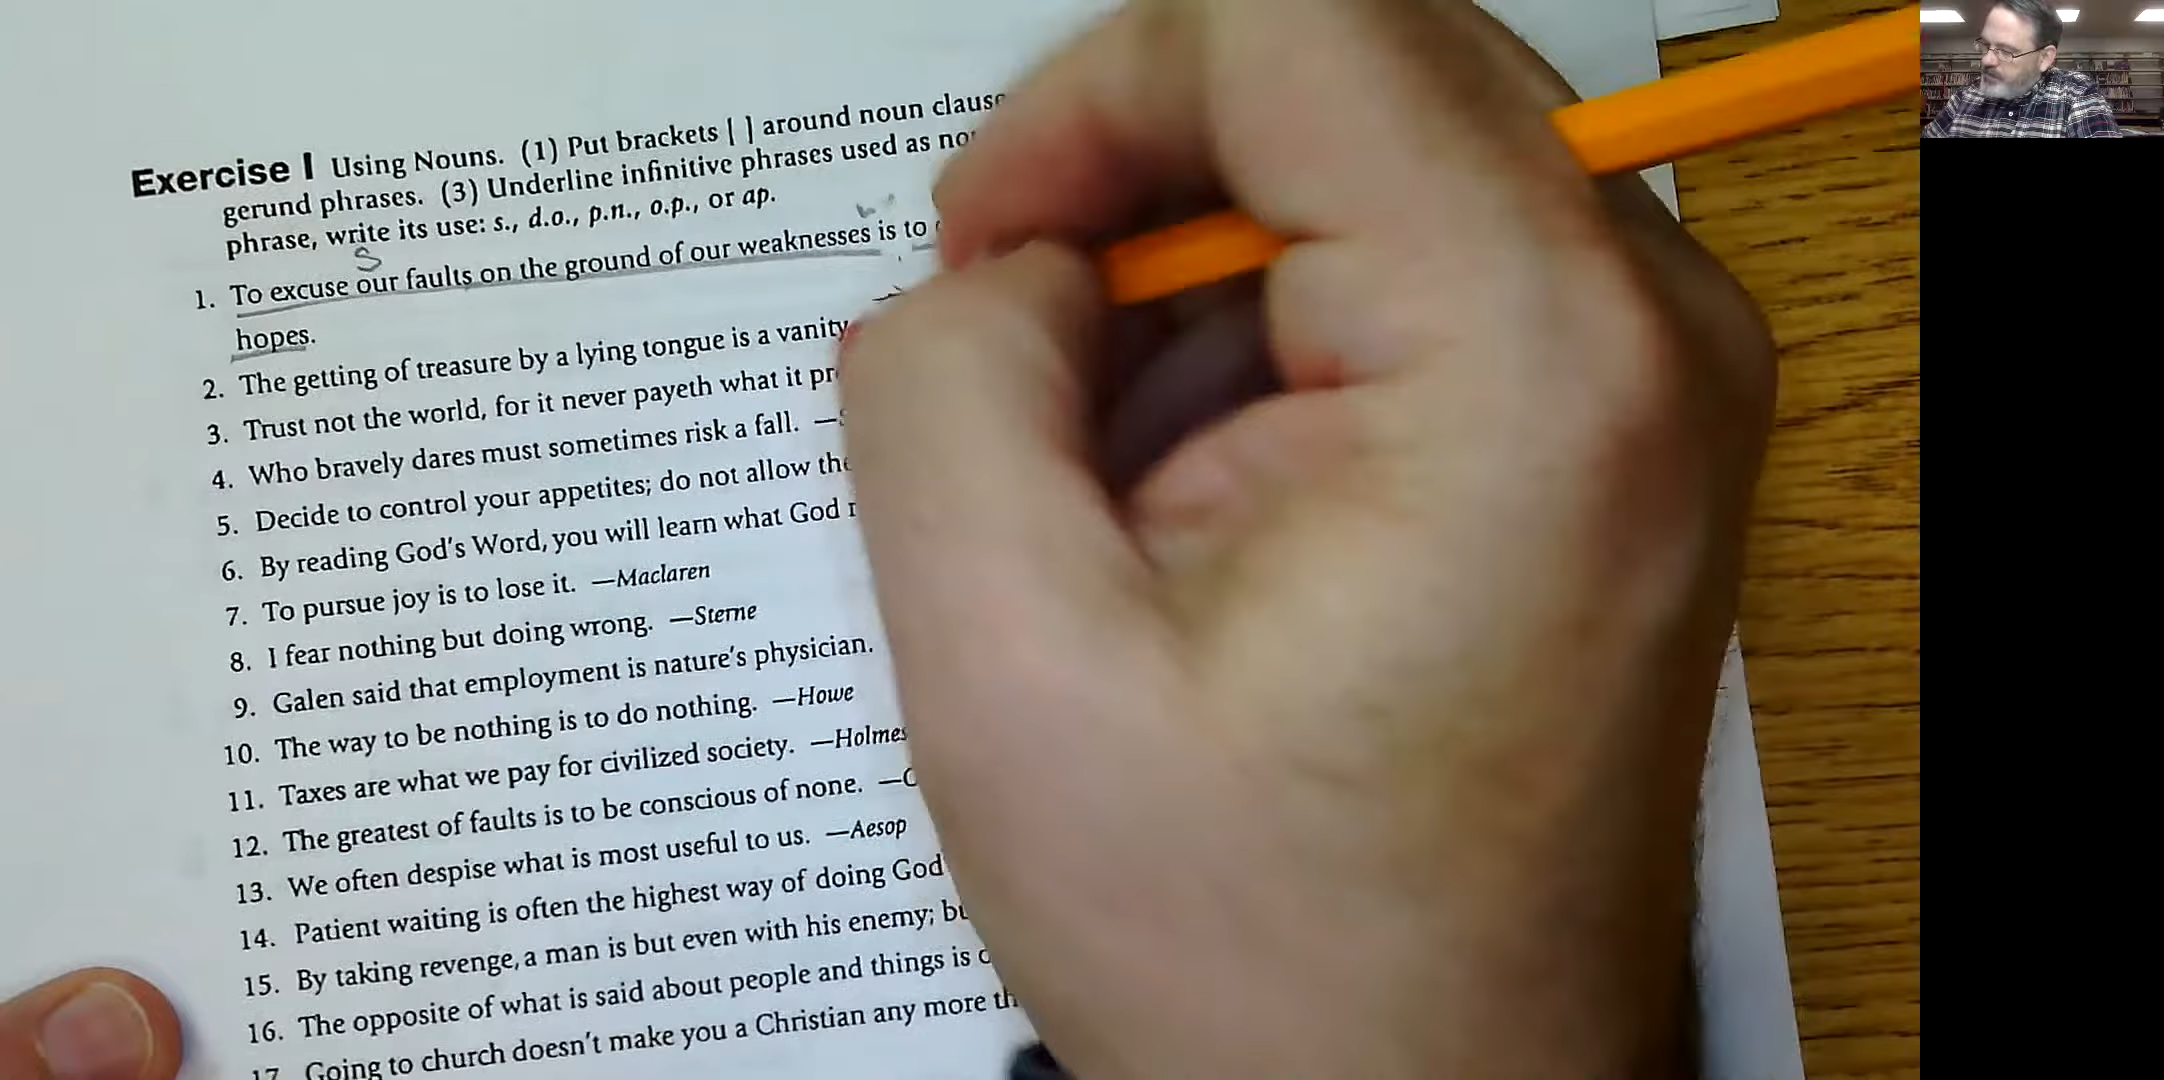 Exercise I Using Nouns. (1) Put brackets [ ] around noun
gerund phrases. (3) Underline infinitive phrases used as
phrase, write its use: s., d.o., p.n., o.p., or ap.
S
1. To excuse our faults on the ground of our weaknesses is to
hopes.
2. The getting of treasure by a lying tongue is a vanity
3. Trust not the world, for it never payeth what it
4. Who bravely dares must sometimes risk a fall. —
5. Decide to control your appetites; do not allow
6. By reading God's Word, you will learn what God
7. To pursue joy is to lose it. —Maclaren
8. I fear nothing but doing wrong. —Sterne
9. Galen said that employment is nature's physician.
10. The way to be nothing is to do nothing. —Howe
11. Taxes are what we pay for civilized society. —Holmes
12. The greatest of faults is to be conscious of none. —
13. We often despise what is most useful to us. —Aesop
14. Patient waiting is often the highest way of doing
15. By taking revenge, a man is but even with his enemy;
16. The opposite of what is said about people and things is
17. Going to church doesn't make you a Christian any more